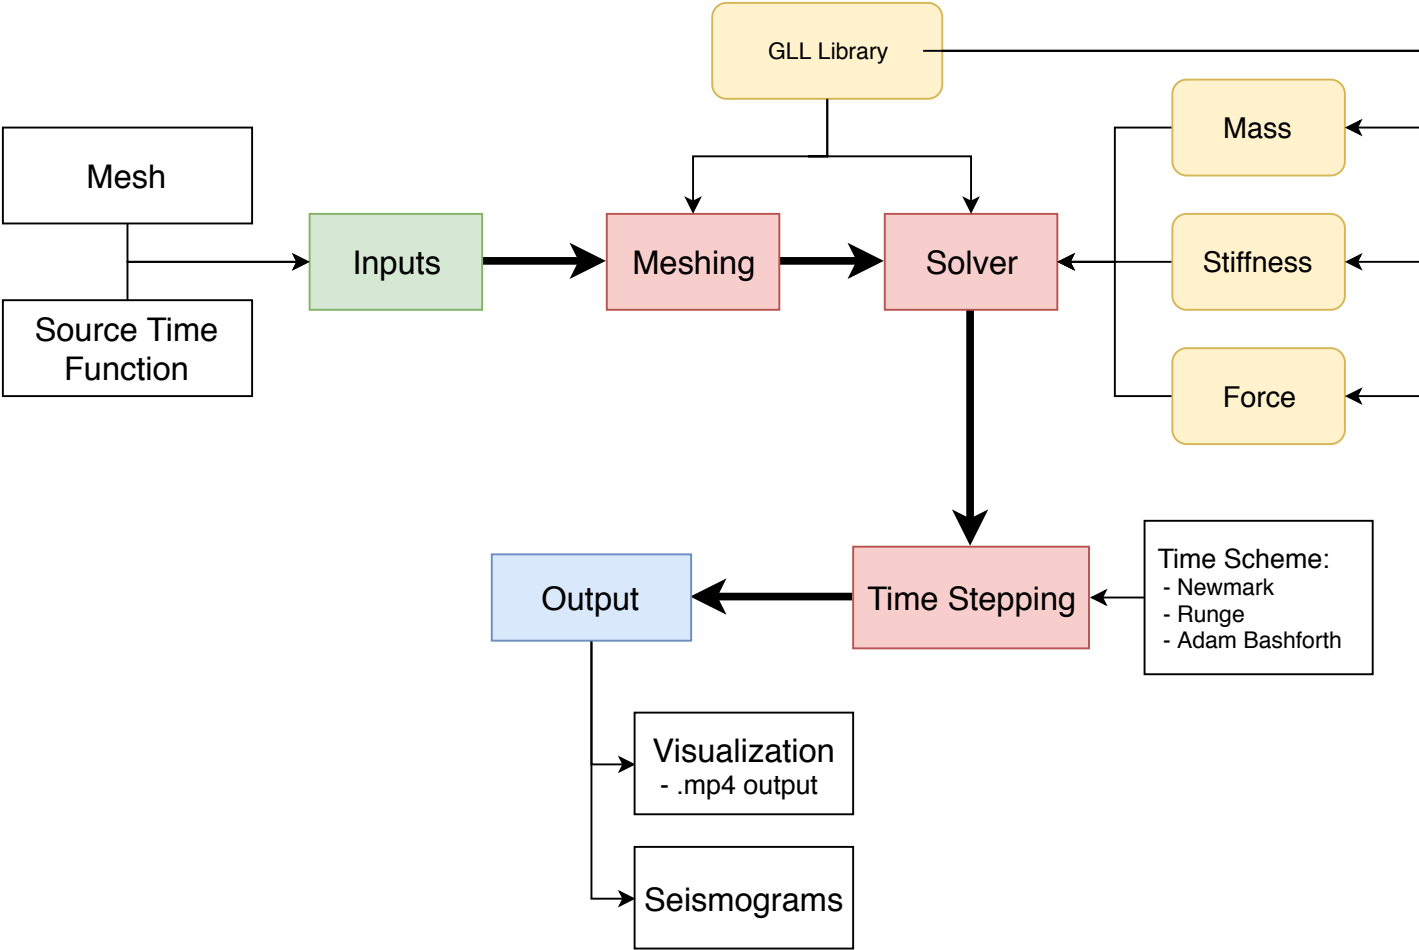 GLL Library
Mass
Mesh
Inputs
Meshing
Solver
Stiffness
Source Time
Function
Force
Output
Time Stepping
Time Scheme:
- Newmark
- Runge
- Adam Bashforth
Visualization
- .mp4 output
Seismograms